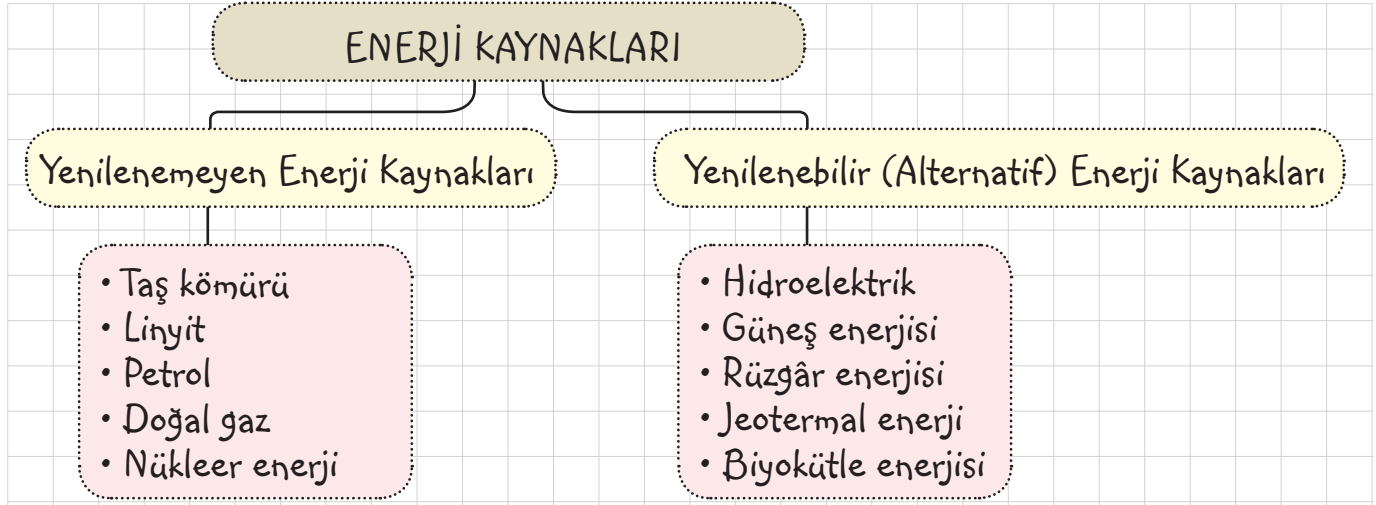 ENERJİ KAYNAKLARI
Yenilenemeyen Enerji Kaynakları
• Taş kömürü
• Linyit
• Petrol
• Doğal gaz
• Nükleer enerji
Yenilenebilir (Alternatif) Enerji Kaynakları
• Hidroelektrik
• Güneş enerjisi
• Rüzgâr enerjisi
• Jeotermal enerji
• Biyokütle enerjisi